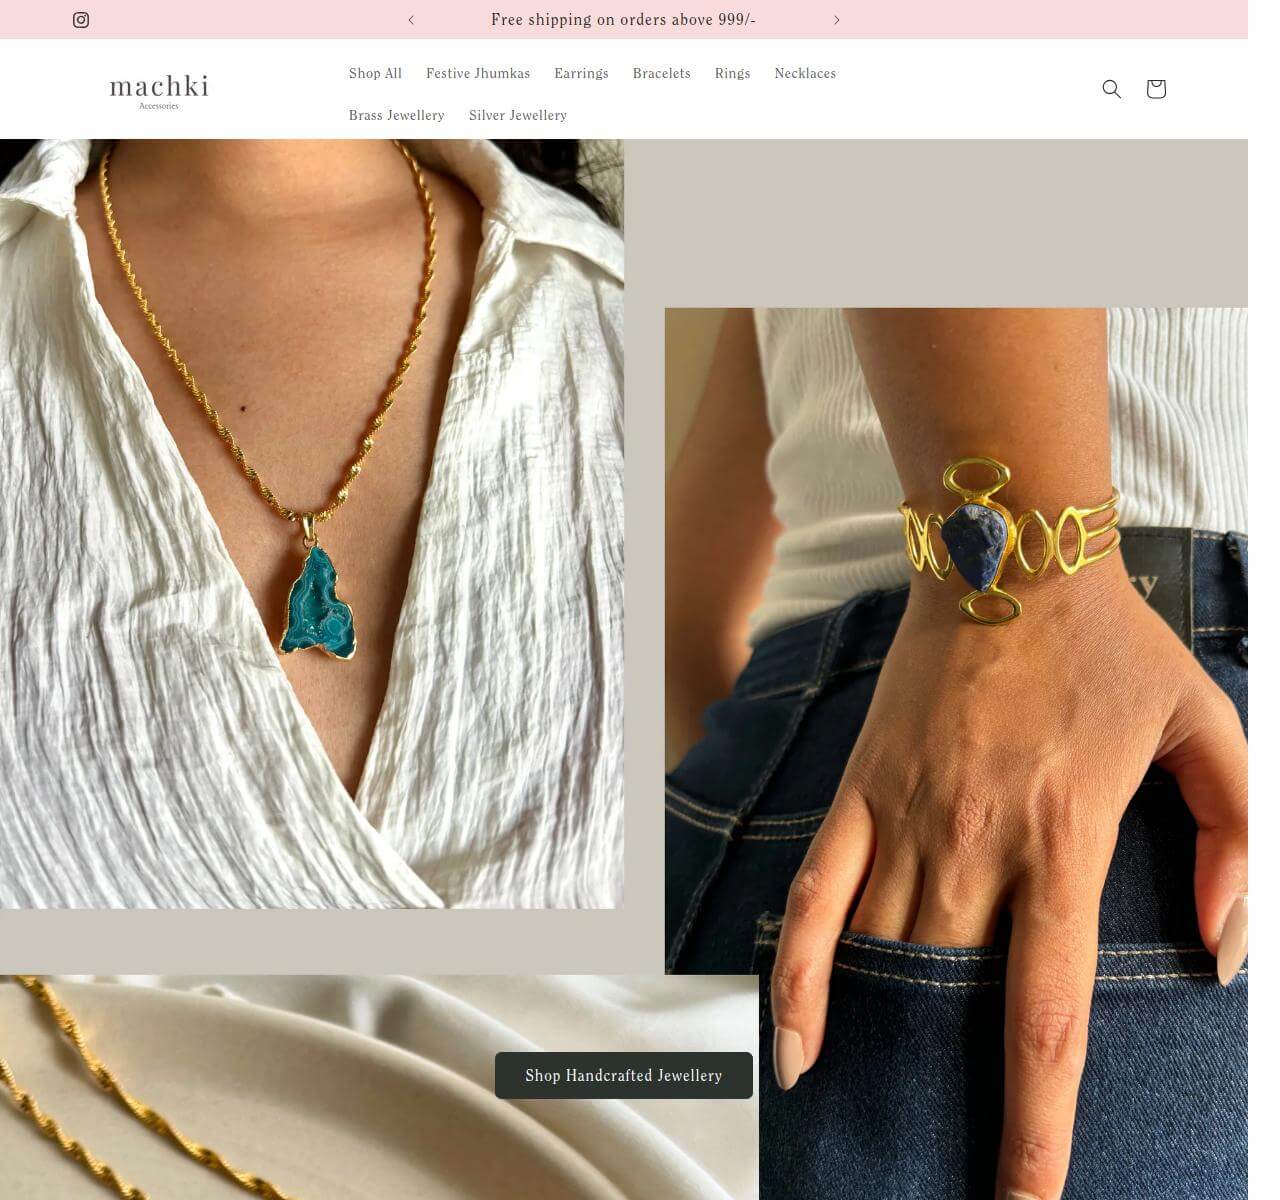 Free shipping on orders above 999/-
machki
Accessories
Shop All Festive Jhumkas Earrings Bracelets Rings Necklaces
Brass Jewellery Silver Jewellery
Shop Handcrafted Jewellery